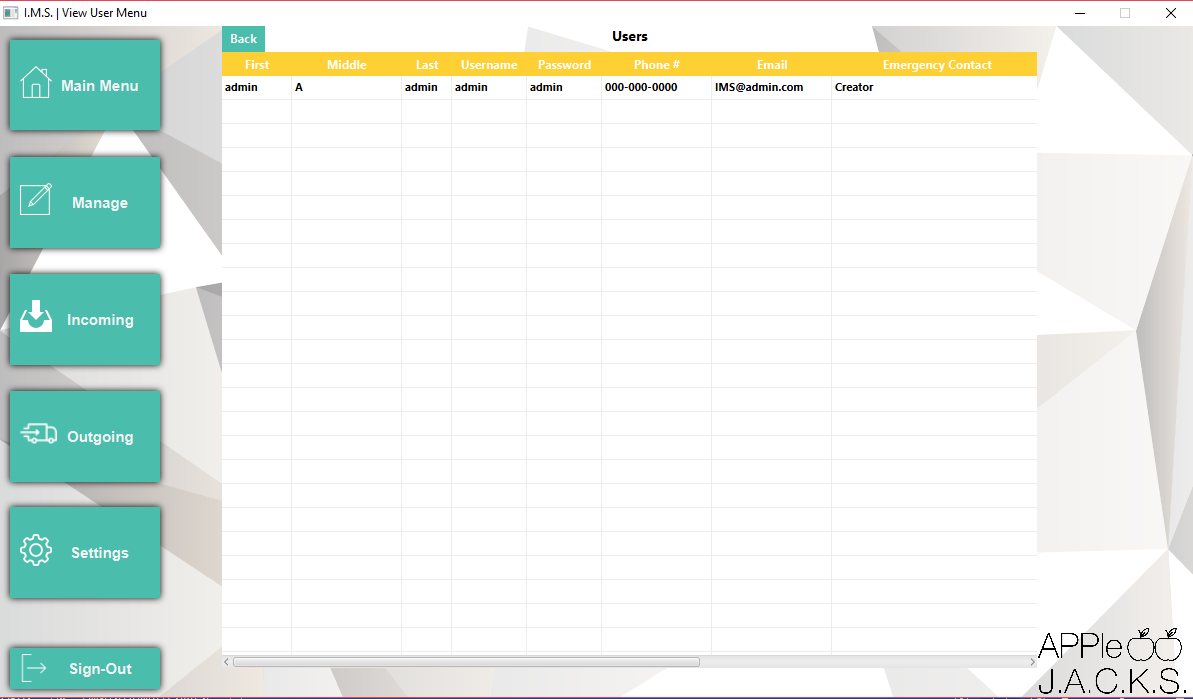 I.M.S. | View User Menu
Back
Users
First Middle Last Username Password Phone # Email Emergency Contact
admin A admin admin admin 000-000-0000 IMS@admin.com Creator
Main Menu
Manage
Incoming
Outgoing
Settings
Sign-Out
APPle
J.A.C.K.S.